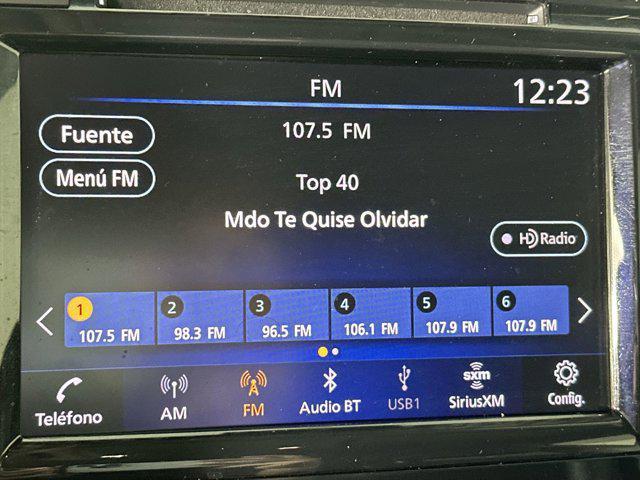 FM
12:23
Fuente
107.5 FM
Menú FM
Top 40
Mdo Te Quise Olvidar
HD Radio
1
2
3
4
5
6
107.5 FM
98.3 FM
96.5 FM
106.1 FM
107.9 FM
107.9 FM
Teléfono
AM
FM
Audio BT
USB1
sxm
SiriusXM
Config.